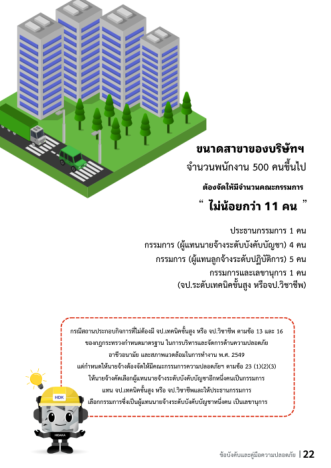 ขนาดสาขาของบริษัทฯ
จำนวนพนักงาน 500 คนขึ้นไป
ต้องจัดให้มีจำนวนคณะกรรมการ
“ ไม่น้อยกว่า 11 คน ”
ประธานกรรมการ 1 คน
กรรมการ (ผู้แทนนายจ้างระดับบังคับบัญชา) 4 คน
กรรมการ (ผู้แทนลูกจ้างระดับปฏิบัติการ) 5 คน
กรรมการและเลขานุการ 1 คน
(จป.ระดับเทคนิคขั้นสูง หรือจป.วิชาชีพ)
กรณีสถานประกอบกิจการที่ไม่ต้องมี จป.เทคนิคขั้นสูง หรือ จป.วิชาชีพ ตามข้อ 13 และ 16
ของกฎกระทรวงกำหนดมาตรฐาน ในการบริหารและจัดการด้านความปลอดภัย
อาชีวอนามัย และสภาพแวดล้อมในการทำงาน พ.ศ. 2549
แต่กำหนดให้นายจ้างต้องจัดให้มีคณะกรรมการความปลอดภัยฯ ตามข้อ 23 (1)(2)(3)
ให้นายจ้างคัดเลือกผู้แทนนายจ้างระดับบังคับบัญชาอีกหนึ่งคนเป็นกรรมการ
แทน จป.เทคนิคขั้นสูง หรือ จป.วิชาชีพและให้ประธานกรรมการ
เลือกกรรมการซึ่งเป็นผู้แทนนายจ้างระดับบังคับบัญชาหนึ่งคน เป็นเลขานุการ
ข้อบังคับและคู่มือความปลอดภัย | 22